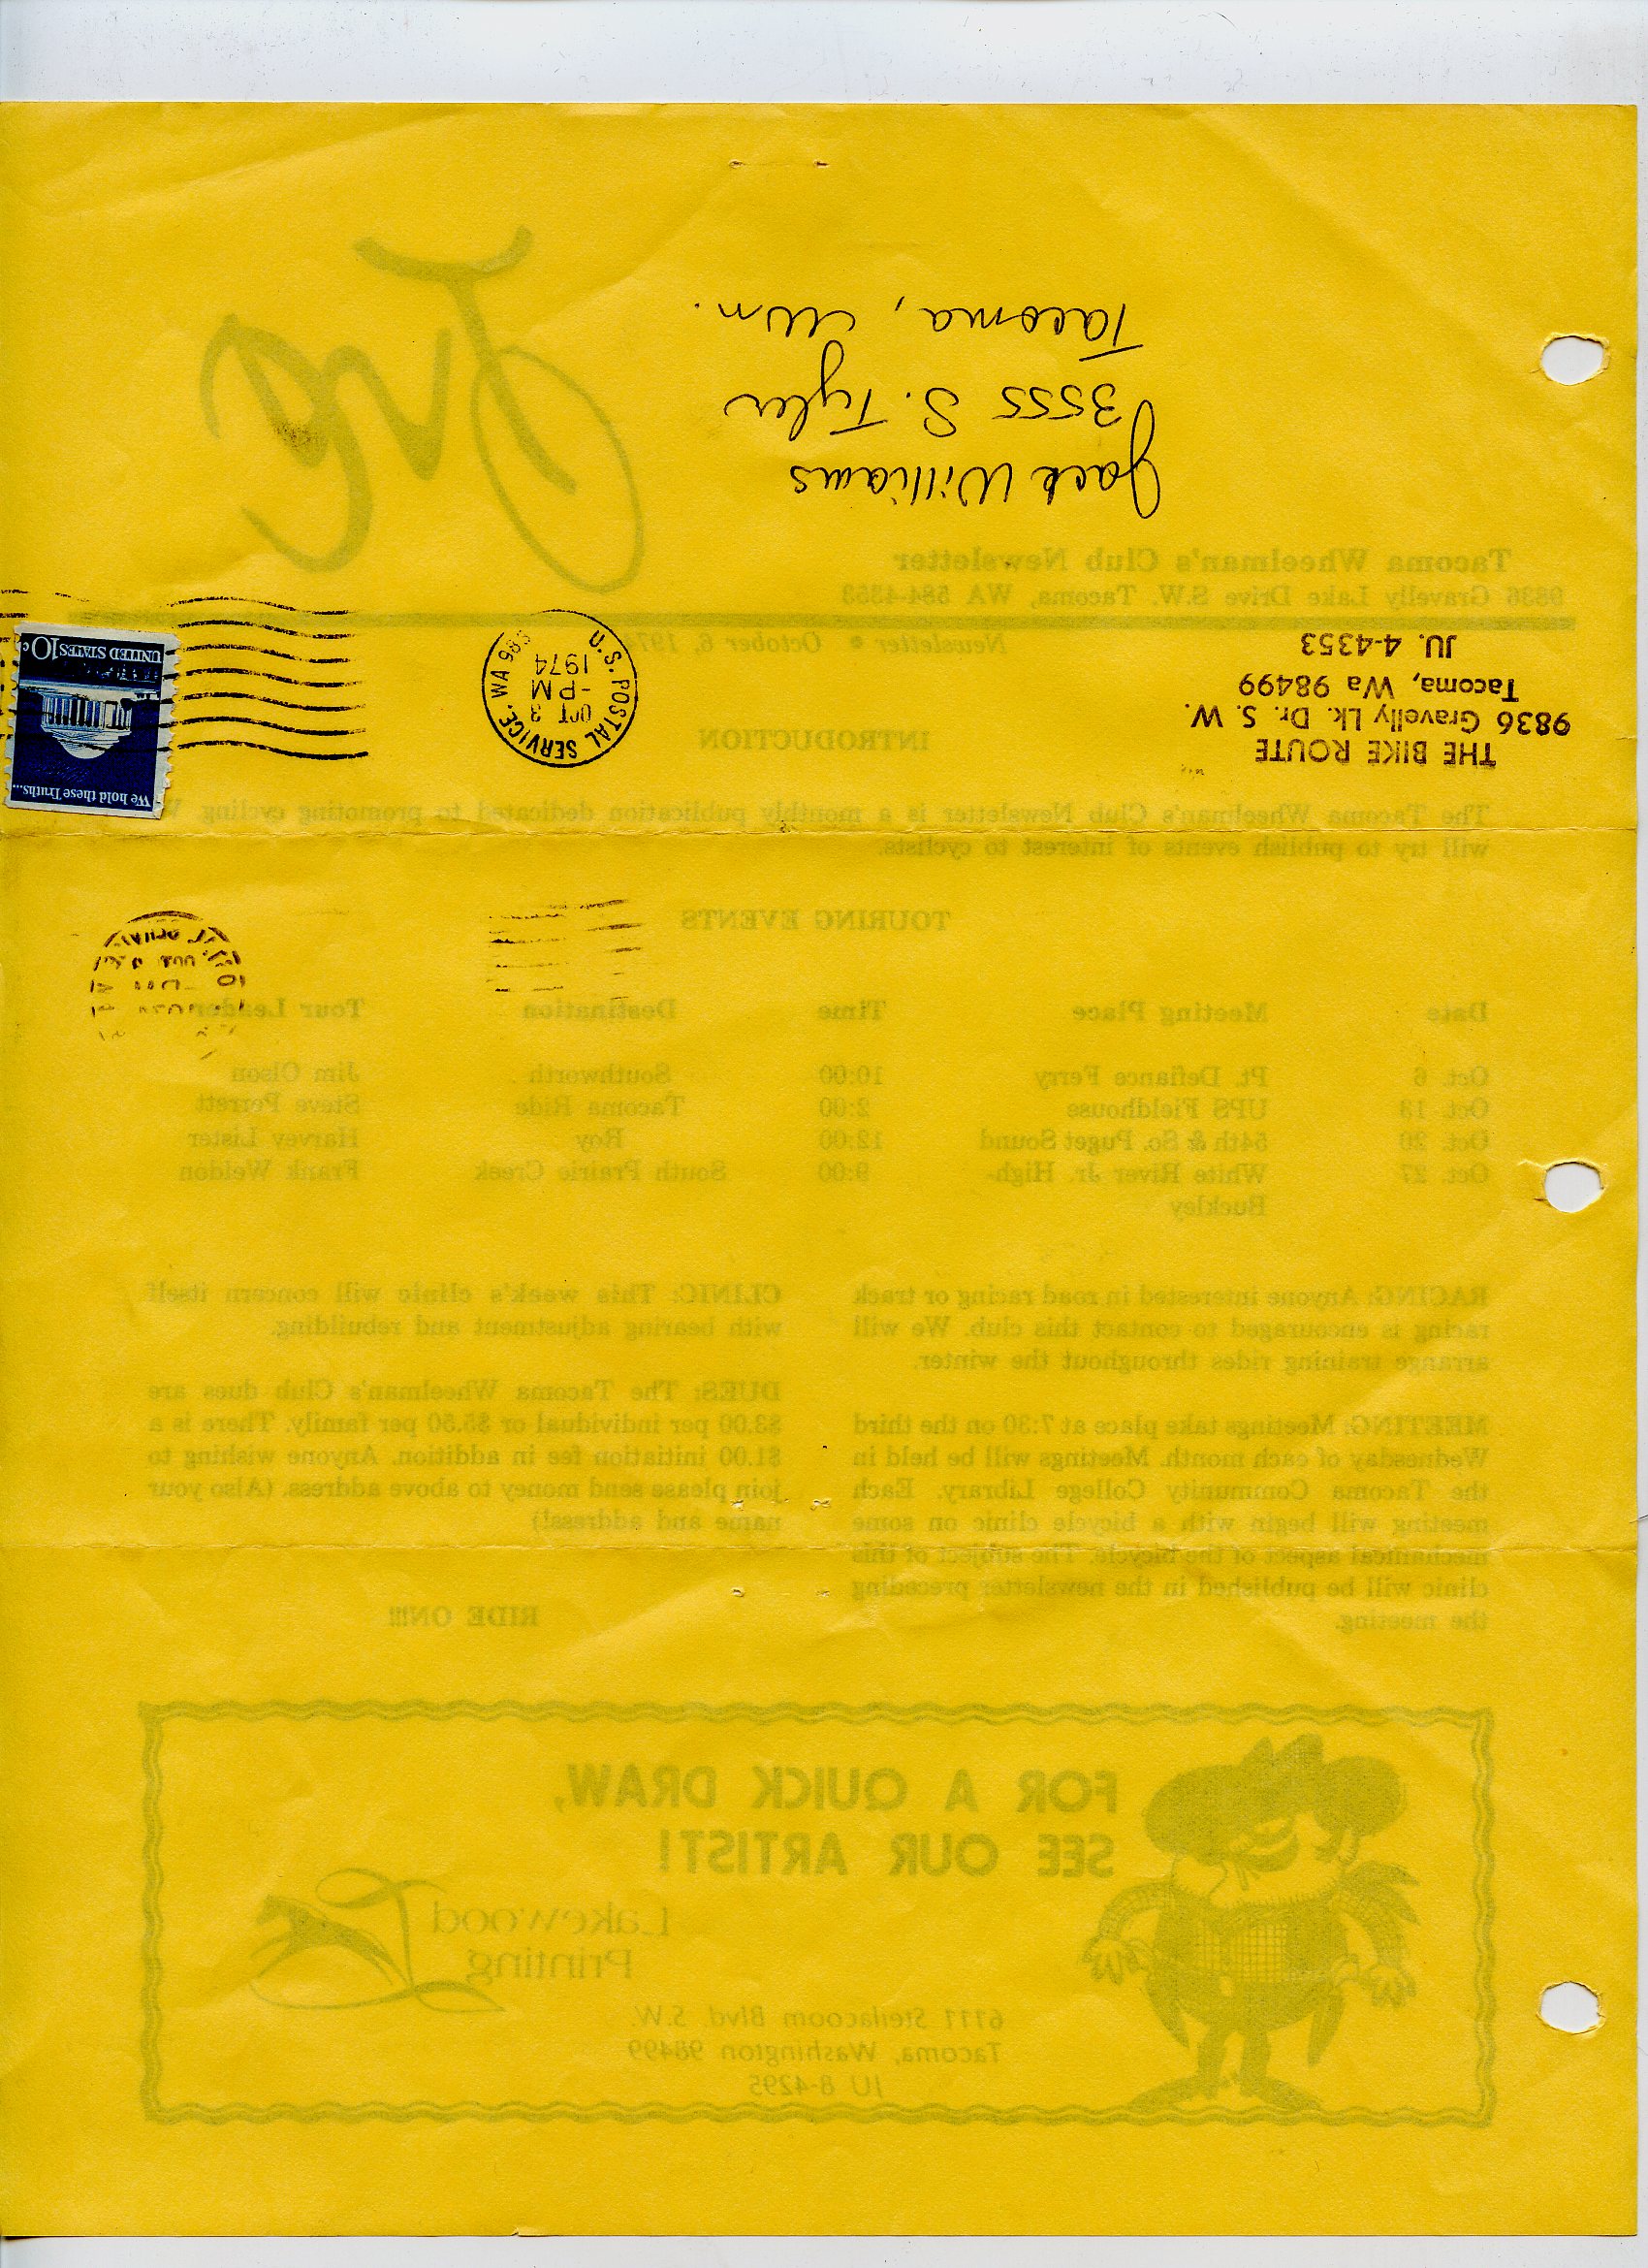 Jack Williams
3555 S. Tyler
Tacoma, Wn.
THE BIKE ROUTE
9836 Gravelly Lk. Dr. S. W.
Tacoma, Wa 98499
JU. 4-4353
U.S. POSTAL SERVICE, WA
OCT 3
-PM
1974
We hold these Truths...
UNITED STATES 10c
TWC
Tacoma Wheelman's Club Newsletter
9836 Gravelly Lake Drive S.W. Tacoma, WA 584-4353
Newsletter * October 6, 1974
INTRODUCTION
The Tacoma Wheelman's Club Newsletter is a monthly publication dedicated to promoting cycling. We
will try to publish events of interest to cyclists.
TOURING EVENTS
Date Meeting Place Time Destination Tour Leader
Oct. 6 Pt. Defiance Ferry 10:00 Southworth Jim Olson
Oct. 13 UPS Fieldhouse 2:00 Tacoma Ride Steve Perrett
Oct. 20 54th & So. Puget Sound 12:00 Roy Harvey Lister
Oct. 27 White River Jr. High- 9:00 South Prairie Creek Frank Weldon
Buckley
RACING: Anyone interested in road racing or track
racing is encouraged to contact this club. We will
arrange training rides throughout the winter.
MEETING: Meetings take place at 7:30 on the third
Wednesday of each month. Meetings will be held in
the Tacoma Community College Library. Each
meeting will begin with a bicycle clinic on some
mechanical aspect of the bicycle. The subject of this
clinic will be published in the newsletter preceding
the meeting.
CLINIC: This week's clinic will concern itself
with bearing adjustment and rebuilding.
DUES: The Tacoma Wheelman's Club dues are
$3.00 per individual or $5.50 per family. There is a
$1.00 initiation fee in addition. Anyone wishing to
join please send money to above address. (Also your
name and address!)
RIDE ON!!!
FOR A QUICK DRAW,
SEE OUR ARTIST!
Lakewood
Printing
6111 Steilacoom Blvd. S.W.
Tacoma, Washington 98499
JU 8-4295